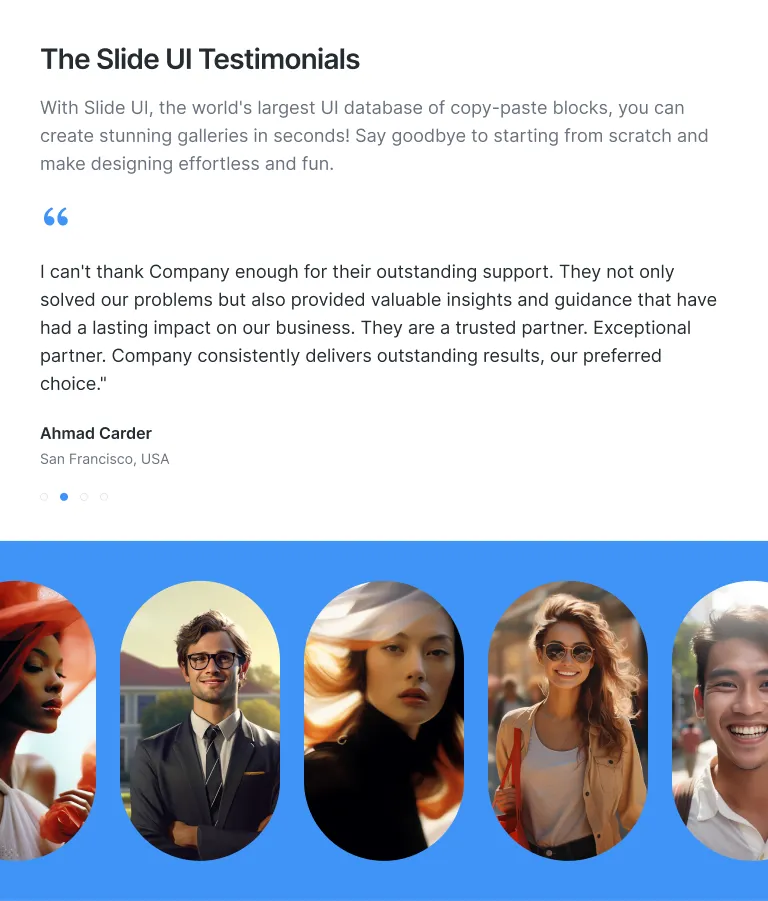 The Slide UI Testimonials
With Slide UI, the world's largest UI database of copy-paste blocks, you can
create stunning galleries in seconds! Say goodbye to starting from scratch and
make designing effortless and fun.
“
I can't thank Company enough for their outstanding support. They not only
solved our problems but also provided valuable insights and guidance that have
had a lasting impact on our business. They are a trusted partner. Exceptional
partner. Company consistently delivers outstanding results, our preferred
choice."
Ahmad Carder
San Francisco, USA